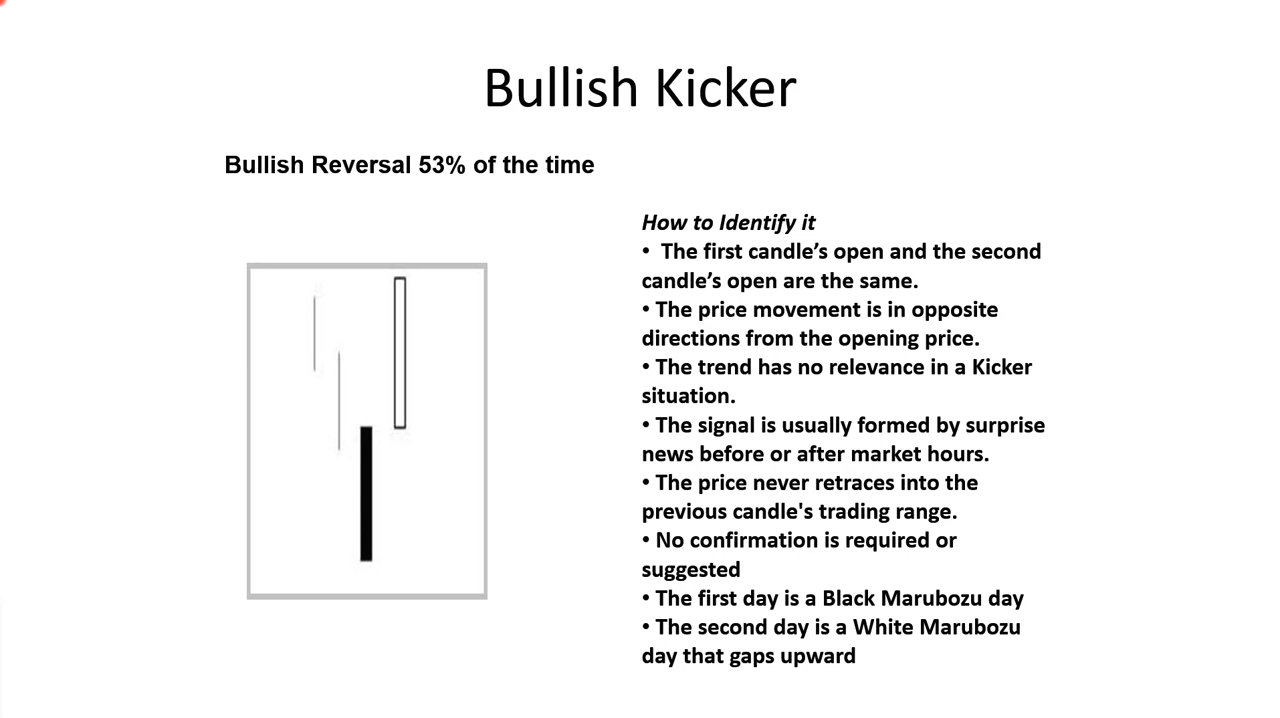 Bullish Kicker
Bullish Reversal 53% of the time
How to Identify it
• The first candle’s open and the second
candle’s open are the same.
• The price movement is in opposite
directions from the opening price.
• The trend has no relevance in a Kicker
situation.
• The signal is usually formed by surprise
news before or after market hours.
• The price never retraces into the
previous candle's trading range.
• No confirmation is required or
suggested
• The first day is a Black Marubozu day
• The second day is a White Marubozu
day that gaps upward